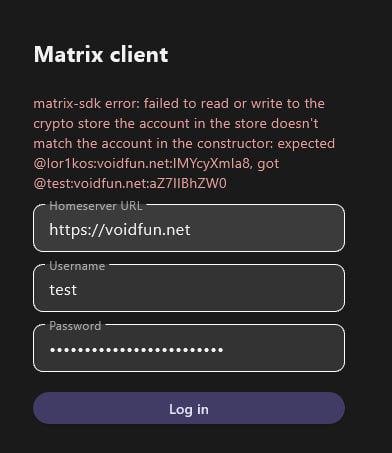 Matrix client
matrix-sdk error: failed to read or write to the
crypto store the account in the store doesn't
match the account in the constructor: expected
@lor1kos:voidfun.net:IMYcyXmIa8, got
@test:voidfun.net:aZ7IIBhZW0
Homeserver URL
https://voidfun.net
Username
test
Password
•••••••••••••••••••••••••
Log in